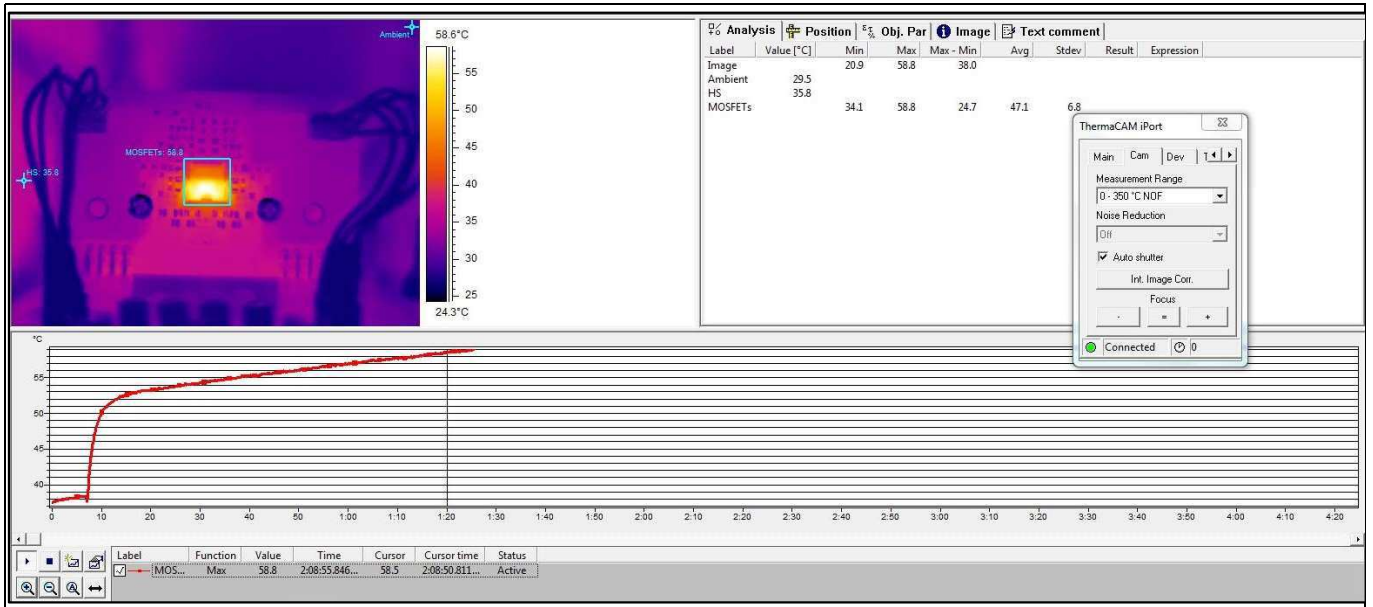 Ambient
MOSFETs: 58.8
HS: 35.8
58.6°C
55
50
45
40
35
30
25
24.3°C
Analysis Position Obj. Par Image Text comment
Label Value [°C] Min Max Max - Min Avg Stdev Result Expression
Image 20.9 58.8 38.0
Ambient 29.5
HS 35.8
MOSFETs 34.1 58.8 24.7 47.1 6.8
ThermaCAM iPort
Main Cam Dev
Measurement Range
0 - 350 °C NOF
Noise Reduction
Off
Auto shutter
Int. Image Corr.
Focus
- = +
Connected 0
°C
55
50
45
40
0 10 20 30 40 50 1:00 1:10 1:20 1:30 1:40 1:50 2:00 2:10 2:20 2:30 2:40 2:50 3:00 3:10 3:20 3:30 3:40 3:50 4:00 4:10 4:20
Label Function Value Time Cursor Cursor time Status
MOS... Max 58.8 2:08:55.846... 58.5 2:08:50.811... Active